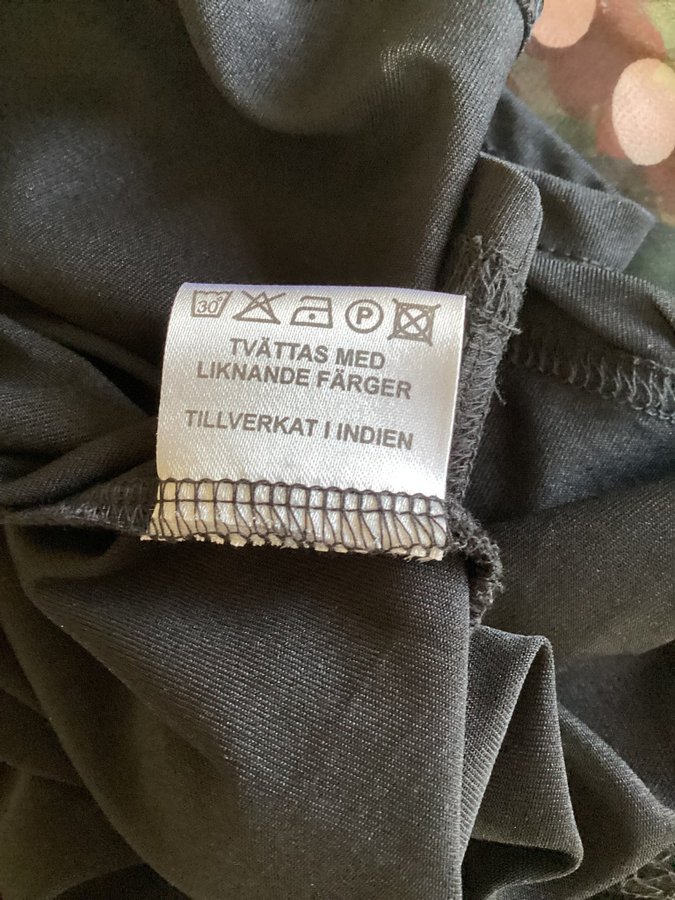 30°
P
TVÄTTAS MED
LIKNANDE FÄRGER
TILLVERKAT I INDIEN